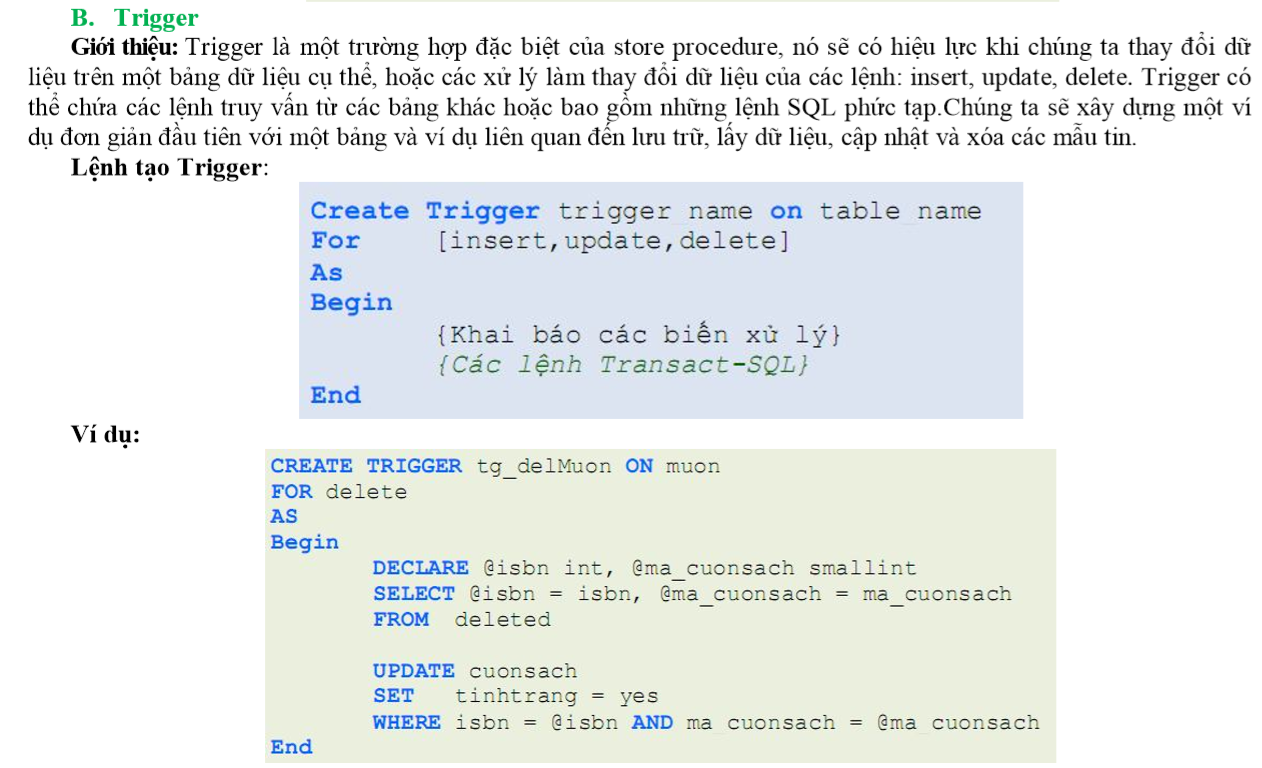 B. Trigger
Giới thiệu: Trigger là một trường hợp đặc biệt của store procedure, nó sẽ có hiệu lực khi chúng ta thay đổi dữ
liệu trên một bảng dữ liệu cụ thể, hoặc các xử lý làm thay đổi dữ liệu của các lệnh: insert, update, delete. Trigger có
thể chứa các lệnh truy vấn từ các bảng khác hoặc bao gồm những lệnh SQL phức tạp.Chúng ta sẽ xây dựng một ví
dụ đơn giản đầu tiên với một bảng và ví dụ liên quan đến lưu trữ, lấy dữ liệu, cập nhật và xóa các mẫu tin.
Lệnh tạo Trigger:
Create Trigger trigger name on table name
For [insert,update,delete]
As
Begin
{Khai báo các biến xử lý}
{Các lệnh Transact-SQL}
End
Ví dụ:
CREATE TRIGGER tg_delMuon ON muon
FOR delete
AS
Begin
DECLARE @isbn int, @ma_cuonsach smallint
SELECT @isbn = isbn, @ma_cuonsach = ma_cuonsach
FROM deleted
UPDATE cuonsach
SET tinhtrang = yes
WHERE isbn = @isbn AND ma cuonsach = @ma cuonsach
End